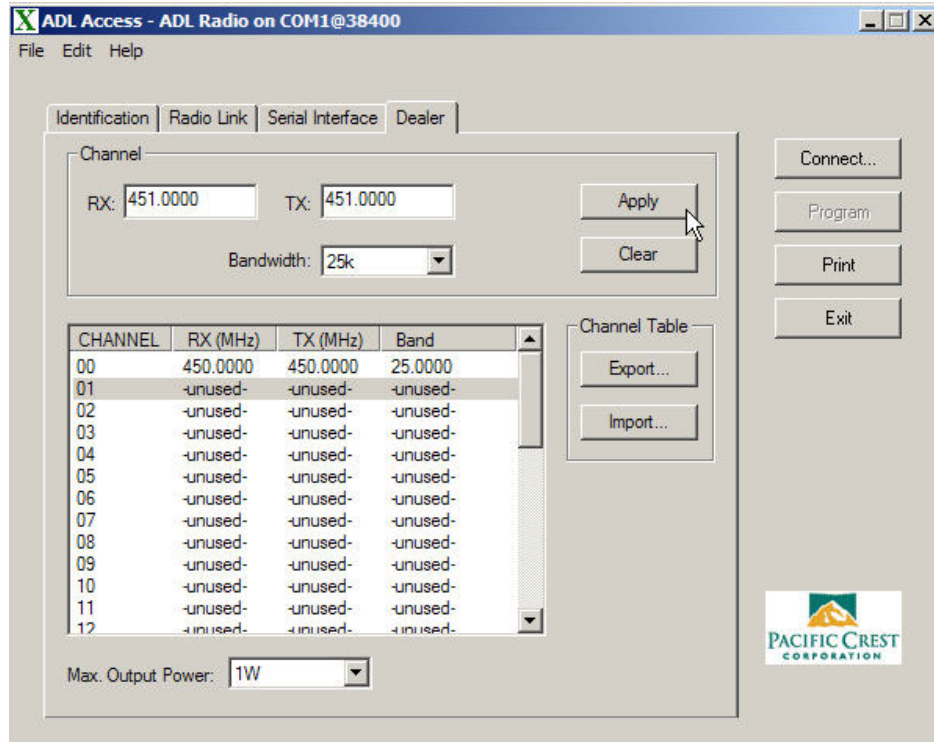 X ADL Access - ADL Radio on COM1@38400
File Edit Help
Identification Radio Link Serial Interface Dealer
Channel
RX: 451.0000 TX: 451.0000 Apply
Bandwidth: 25k Clear
Connect...
Program
Print
Exit
CHANNEL RX (MHz) TX (MHz) Band
00 450.0000 450.0000 25.0000
01 -unused- -unused- -unused-
02 -unused- -unused- -unused-
03 -unused- -unused- -unused-
04 -unused- -unused- -unused-
05 -unused- -unused- -unused-
06 -unused- -unused- -unused-
07 -unused- -unused- -unused-
08 -unused- -unused- -unused-
09 -unused- -unused- -unused-
10 -unused- -unused- -unused-
11 -unused- -unused- -unused-
12 -unused- -unused- -unused-
Channel Table
Export...
Import...
Max. Output Power: 1W
PACIFIC CREST
CORPORATION